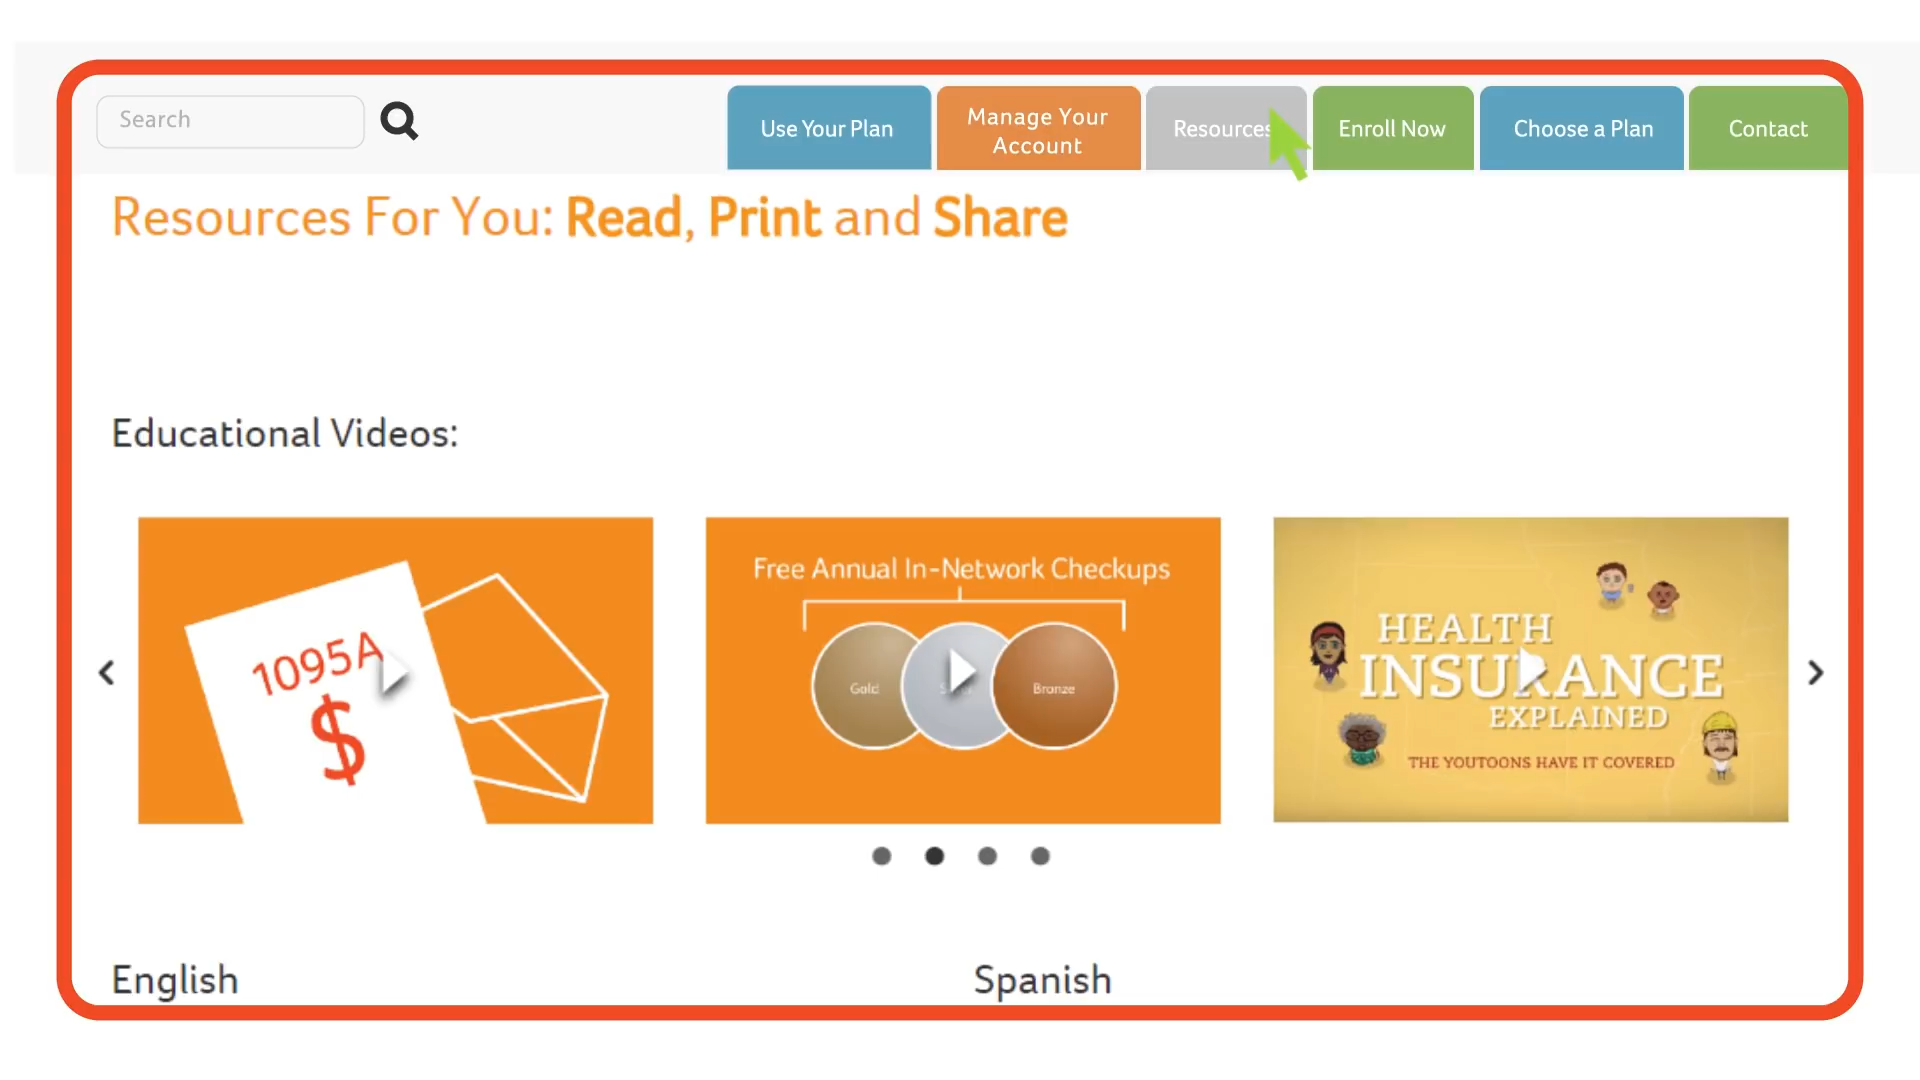 Search
Use Your Plan
Manage Your
Account
Resources
Enroll Now
Choose a Plan
Contact
Resources For You: Read, Print and Share
Educational Videos:
1095A
$
Free Annual In-Network Checkups
Gold
Bronze
HEALTH
INSURANCE
EXPLAINED
THE YOUTOONS HAVE IT COVERED
English
Spanish